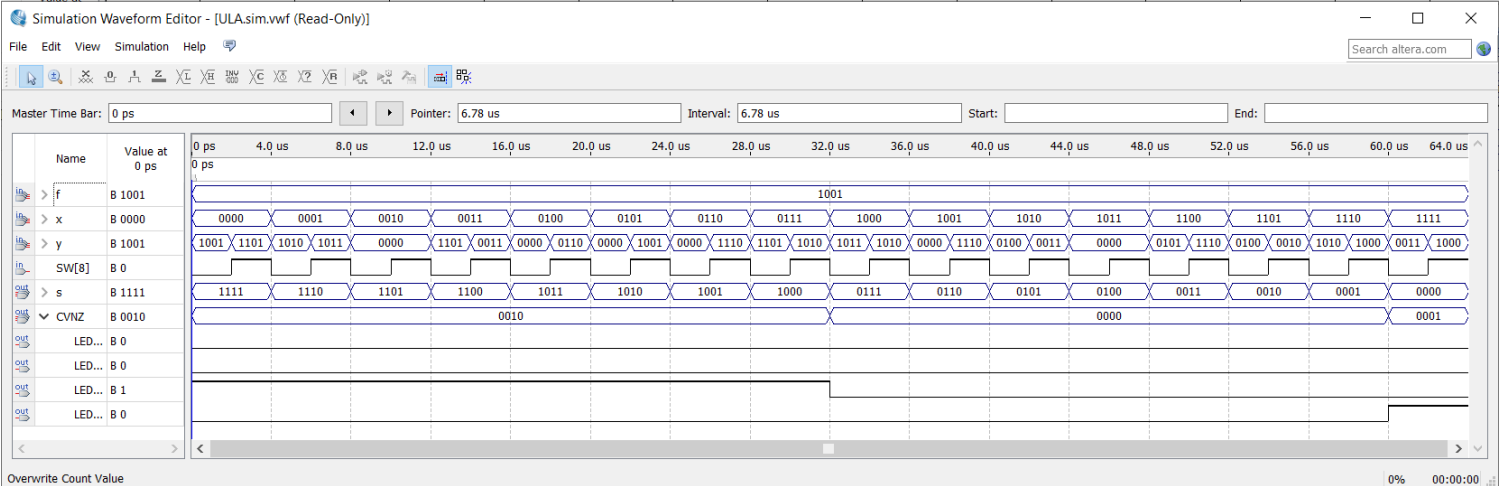 Simulation Waveform Editor - [ULA.sim.vwf (Read-Only)]
File Edit View Simulation Help
Search altera.com
Master Time Bar: 0 ps Pointer: 6.78 us Interval: 6.78 us Start: End:
Name Value at 0 ps
0 ps 4.0 us 8.0 us 12.0 us 16.0 us 20.0 us 24.0 us 28.0 us 32.0 us 36.0 us 40.0 us 44.0 us 48.0 us 52.0 us 56.0 us 60.0 us 64.0 us
0 ps
f B 1001 1001
x B 0000 0000 0001 0010 0011 0100 0101 0110 0111 1000 1001 1010 1011 1100 1101 1110 1111
y B 1001 1001 1101 1010 1011 0000 1101 0011 0000 0110 0000 1001 0000 1110 1101 1010 1011 1010 0000 1110 0100 0011 0000 0101 1110 0100 0010 1010 1000 0011 1000
SW[8] B 0
s B 1111 1111 1110 1101 1100 1011 1010 1001 1000 0111 0110 0101 0100 0011 0010 0001 0000
CVNZ B 0010 0010 0000 0001
LED... B 0
LED... B 0
LED... B 1
LED... B 0
Overwrite Count Value 0% 00:00:00